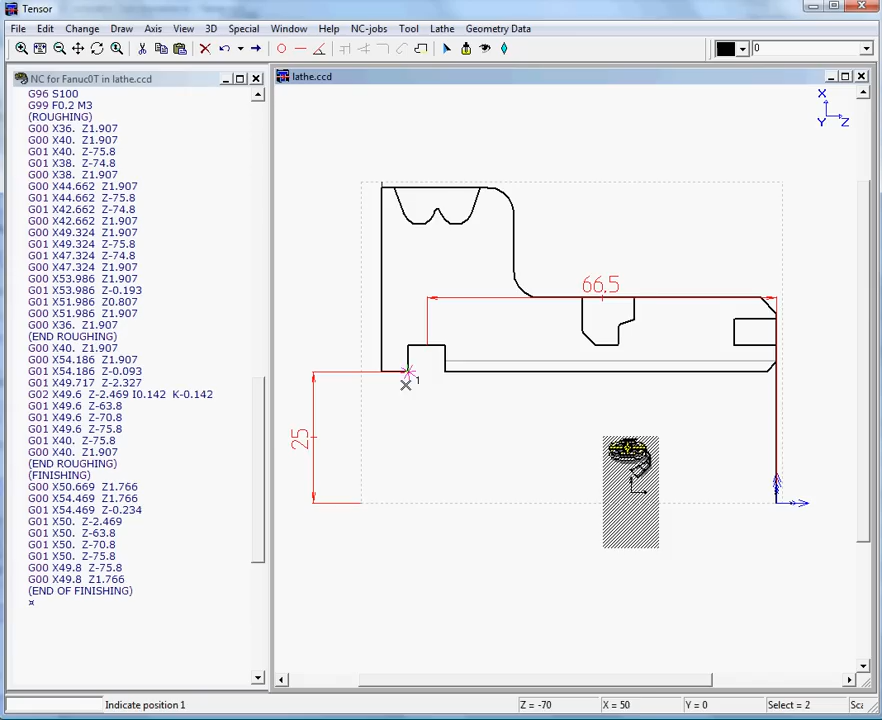 Tensor
File Edit Change Draw Axis View 3D Special Window NC-jobs Tool Lathe Geometry Data
0
NC for Fanuc0T in lathe.ccd
G96 S100
G99 F0.2 M3
(ROUGHING)
G00 X36. Z1.907
G00 X40. Z1.907
G01 X40. Z-75.8
G01 X38. Z-74.8
G00 X38. Z1.907
G00 X44.662 Z1.907
G01 X44.662 Z-75.8
G01 X42.662 Z-74.8
G00 X42.662 Z1.907
G00 X49.324 Z1.907
G01 X49.324 Z-75.8
G01 X47.324 Z-74.8
G00 X47.324 Z1.907
G00 X53.986 Z1.907
G01 X53.986 Z-0.193
G01 X51.986 Z0.807
G00 X51.986 Z1.907
G00 X36. Z1.907
(END ROUGHING)
G00 X40. Z1.907
G00 X54.186 Z1.907
G01 X54.186 Z-0.093
G01 X49.717 Z-2.327
G02 X49.6 Z-2.469 I0.142 K-0.142
G01 X49.6 Z-63.8
G00 X49.6 Z-70.8
G01 X49.6 Z-75.8
G01 X40. Z-75.8
G00 X40. Z1.907
(END ROUGHING)
(FINISHING)
G00 X50.669 Z1.766
G00 X54.469 Z1.766
G01 X54.469 Z-0.234
G01 X50. Z-2.469
G01 X50. Z-63.8
G01 X50. Z-70.8
G01 X50. Z-75.8
G00 X49.8 Z-75.8
G00 X49.8 Z1.766
(END OF FINISHING)
¤
lathe.ccd
X
Y Z
66.5
1
25
Indicate position 1
Z = -70 X = 50 Y = 0 Select = 2 Sca